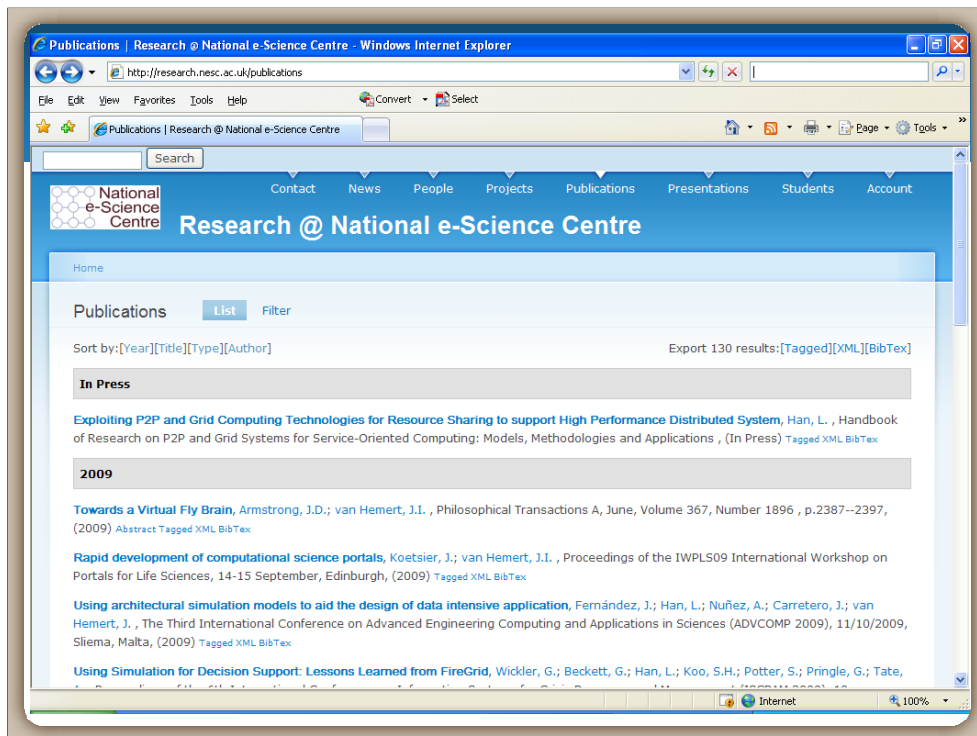 Publications | Research @ National e-Science Centre - Windows Internet Explorer
http://research.nesc.ac.uk/publications
File Edit View Favorites Tools Help Convert Select
Publications | Research @ National e-Science Centre Page Tools
Search
Contact News People Projects Publications Presentations Students Account
National
e-Science
Centre
Research @ National e-Science Centre
Home
Publications List Filter
Sort by:[Year][Title][Type][Author] Export 130 results:[Tagged][XML][BibTex]
In Press
Exploiting P2P and Grid Computing Technologies for Resource Sharing to support High Performance Distributed System, Han, L. , Handbook
of Research on P2P and Grid Systems for Service-Oriented Computing: Models, Methodologies and Applications , (In Press) Tagged XML BibTex
2009
Towards a Virtual Fly Brain, Armstrong, J.D.; van Hemert, J.I. , Philosophical Transactions A, June, Volume 367, Number 1896 , p.2387--2397,
(2009) Abstract Tagged XML BibTex
Rapid development of computational science portals, Koetsier, J.; van Hemert, J.I. , Proceedings of the IWPLS09 International Workshop on
Portals for Life Sciences, 14-15 September, Edinburgh, (2009) Tagged XML BibTex
Using architectural simulation models to aid the design of data intensive application, Fernández, J.; Han, L.; Nuñez, A.; Carretero, J.; van
Hemert, J. , The Third International Conference on Advanced Engineering Computing and Applications in Sciences (ADVCOMP 2009), 11/10/2009,
Sliema, Malta, (2009) Tagged XML BibTex
Using Simulation for Decision Support: Lessons Learned from FireGrid, Wickler, G.; Beckett, G.; Han, L.; Koo, S.H.; Potter, S.; Pringle, G.; Tate,
Internet 100%